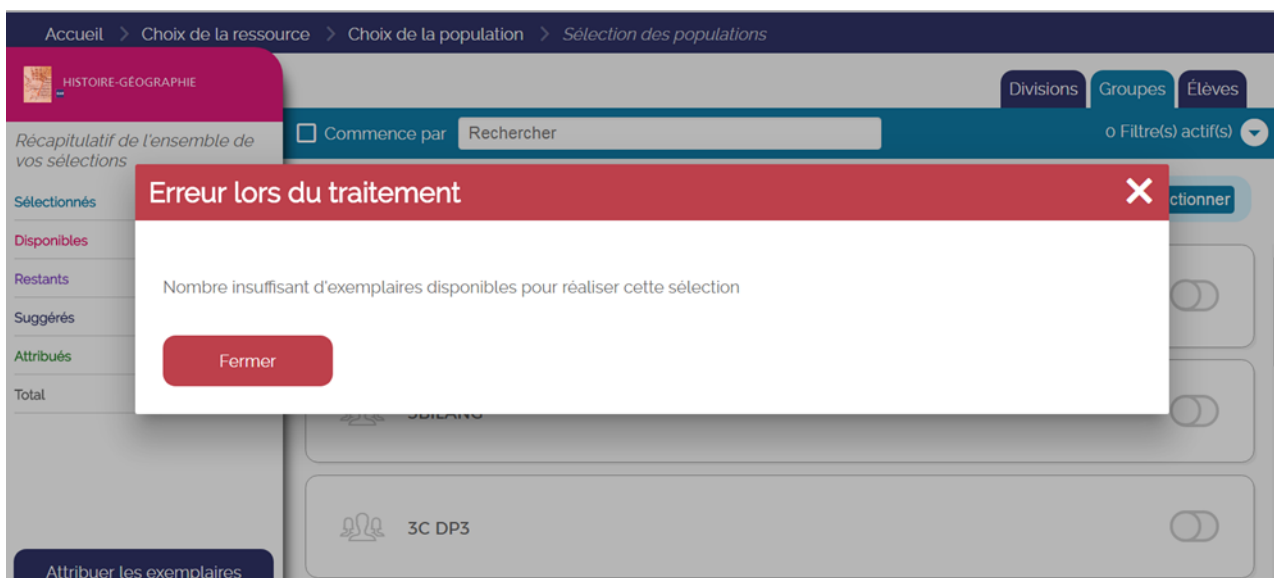 Accueil > Choix de la ressource > Choix de la population > Sélection des populations
HISTOIRE-GÉOGRAPHIE
Divisions Groupes Élèves
Récapitulatif de l'ensemble de
vos sélections
Commence par Rechercher 0 Filtre(s) actif(s)
Sélectionnés
Disponibles
Restants
Suggérés
Attribués
Total
Erreur lors du traitement
ctionner
Nombre insuffisant d'exemplaires disponibles pour réaliser cette sélection
Fermer
3BILANG
3C DP3
Attribuer les exemplaires